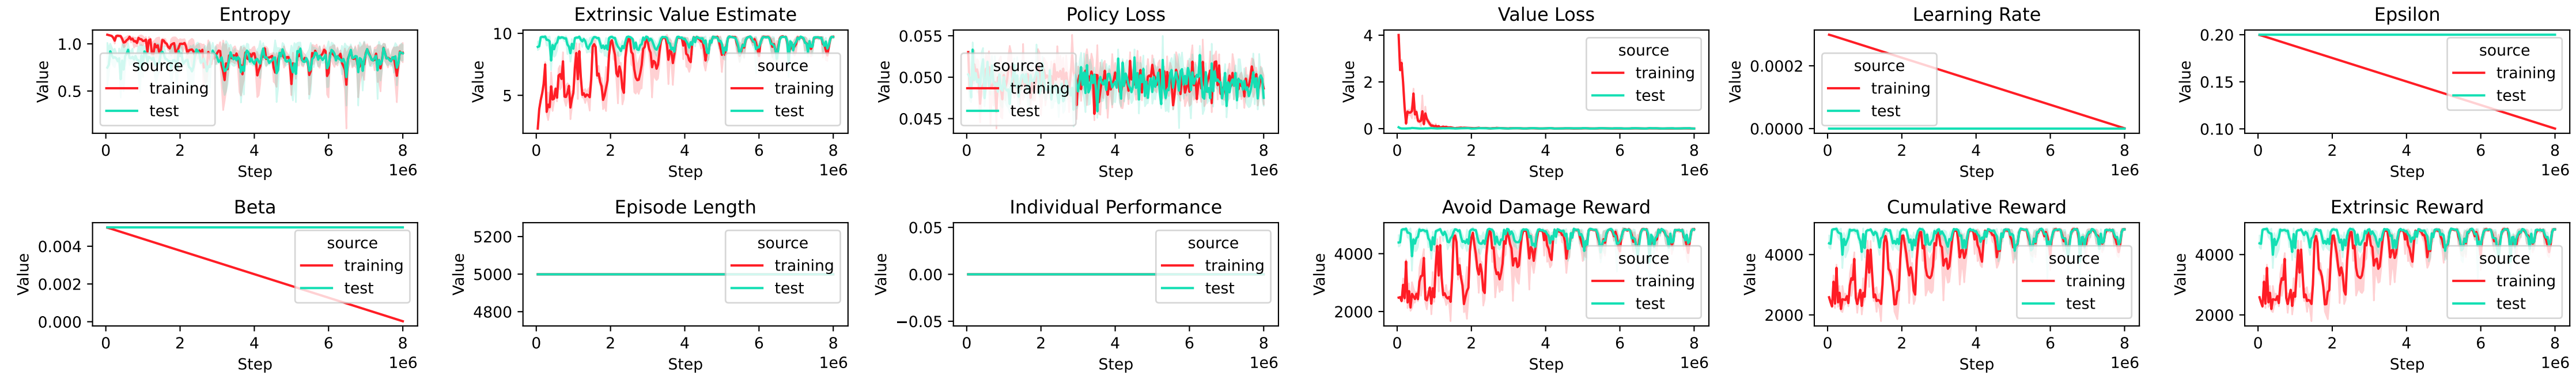 Entropy
Value
1.0
0.5
source
training
test
0 2 4 6 8
Step 1e6
Extrinsic Value Estimate
Value
10
5
source
training
test
0 2 4 6 8
Step 1e6
Policy Loss
Value
0.055
0.050
0.045
source
training
test
0 2 4 6 8
Step 1e6
Value Loss
Value
4
2
0
source
training
test
0 2 4 6 8
Step 1e6
Learning Rate
Value
0.0002
0.0000
source
training
test
0 2 4 6 8
Step 1e6
Epsilon
Value
0.20
0.15
0.10
source
training
test
0 2 4 6 8
Step 1e6
Beta
Value
0.004
0.002
0.000
source
training
test
0 2 4 6 8
Step 1e6
Episode Length
Value
5200
5000
4800
source
training
test
0 2 4 6 8
Step 1e6
Individual Performance
Value
0.05
0.00
−0.05
source
training
test
0 2 4 6 8
Step 1e6
Avoid Damage Reward
Value
4000
2000
source
training
test
0 2 4 6 8
Step 1e6
Cumulative Reward
Value
4000
2000
source
training
test
0 2 4 6 8
Step 1e6
Extrinsic Reward
Value
4000
2000
source
training
test
0 2 4 6 8
Step 1e6